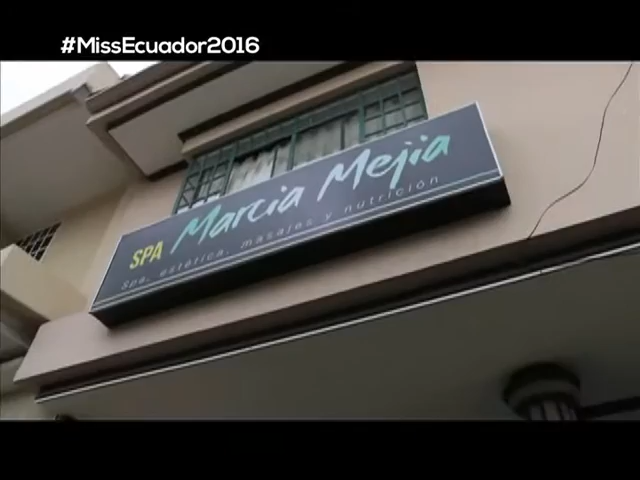 #MissEcuador2016
SPA Marcia Mejia
Spa, estética, masajes y nutrición